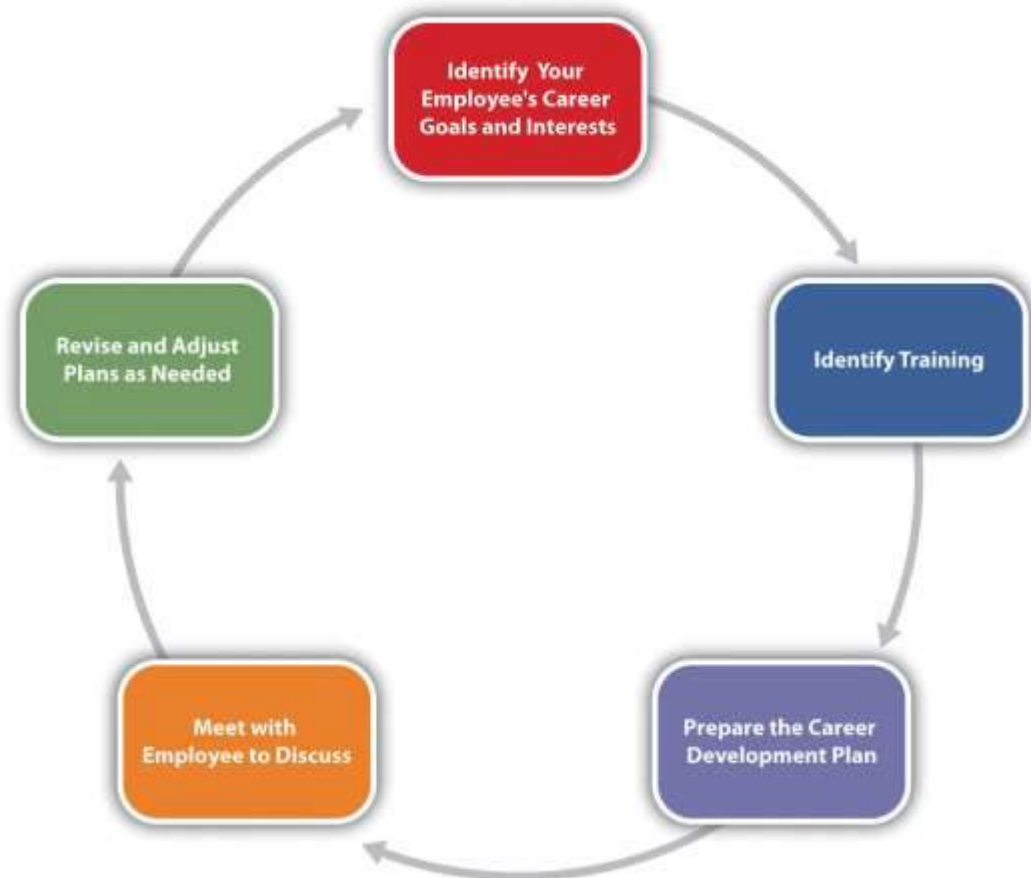 Identify Your
Employee's Career
Goals and Interests
Identify Training
Prepare the Career
Development Plan
Meet with
Employee to Discuss
Revise and Adjust
Plans as Needed